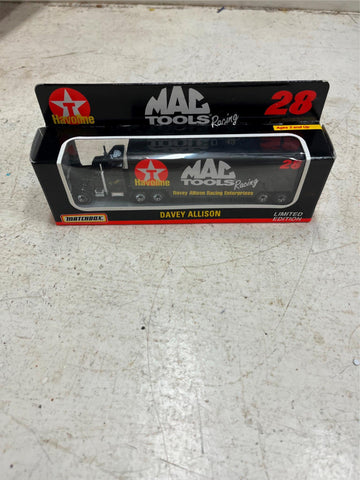 T
Havoline
MAC
TOOLS Racing
28
Ages 3 and Up
T
Havoline
MAC
TOOLS Racing
28
Davey Allison Racing Enterprises
MATCHBOX
DAVEY ALLISON
LIMITED
EDITION